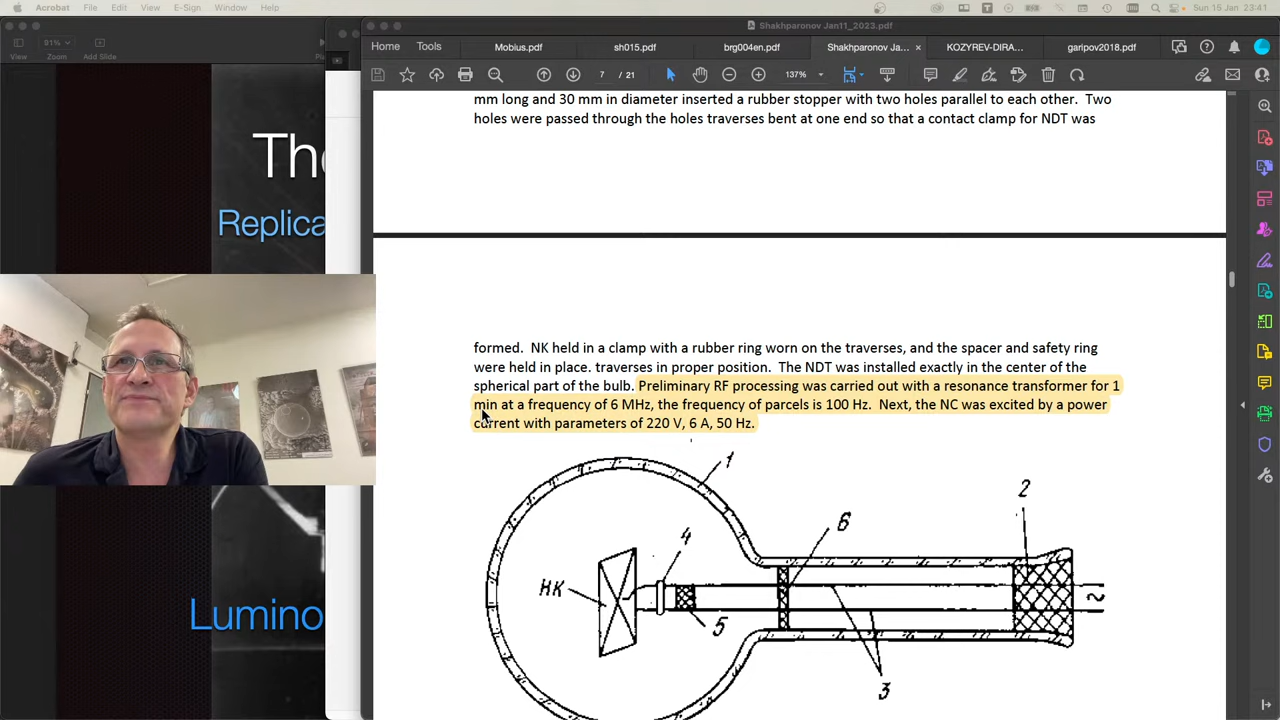 Acrobat File Edit View E-Sign Window Help
Sun 15 Jan 23:41
Shakhparonov Jan11_2023.pdf
91%
Zoom Add Slide
Home Tools Mobius.pdf sh015.pdf brg004en.pdf Shakhparonov Ja... KOZYREV-DIRA... garipov2018.pdf
7 / 21 137%
mm long and 30 mm in diameter inserted a rubber stopper with two holes parallel to each other. Two
holes were passed through the holes traverses bent at one end so that a contact clamp for NDT was
Replica
formed. NK held in a clamp with a rubber ring worn on the traverses, and the spacer and safety ring
were held in place. traverses in proper position. The NDT was installed exactly in the center of the
spherical part of the bulb. Preliminary RF processing was carried out with a resonance transformer for 1
min at a frequency of 6 MHz, the frequency of parcels is 100 Hz. Next, the NC was excited by a power
current with parameters of 220 V, 6 A, 50 Hz.
1
2
6
4
НК
~
5
3
Lumino